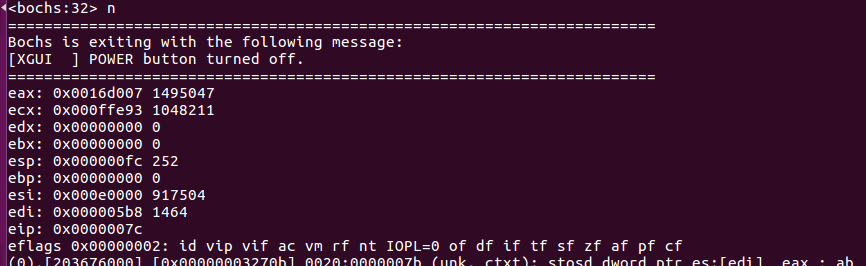 <bochs:32> n
========================================================================
Bochs is exiting with the following message:
[XGUI  ] POWER button turned off.
========================================================================
eax: 0x0016d007 1495047
ecx: 0x000ffe93 1048211
edx: 0x00000000 0
ebx: 0x00000000 0
esp: 0x000000fc 252
ebp: 0x00000000 0
esi: 0x000e0000 917504
edi: 0x000005b8 1464
eip: 0x0000007c
eflags 0x00000002: id vip vif ac vm rf nt IOPL=0 of df if tf sf zf af pf cf
(0).[203676000] [0x00000003270b] 0020:0000007b (unk. ctxt): stosd dword ptr es:[edi], eax ; ab